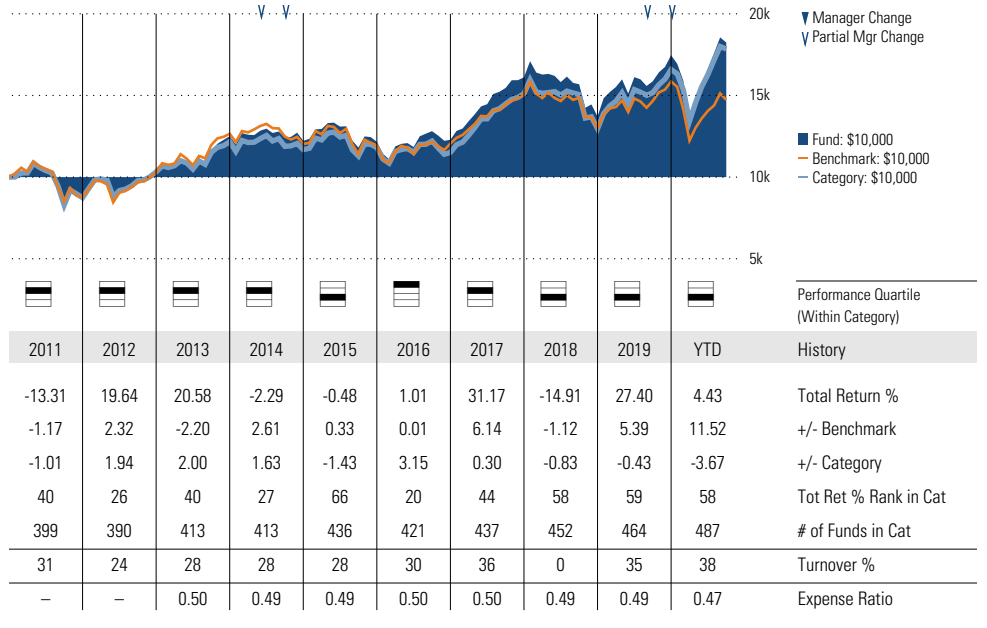 20k
15k
10k
5k
Manager Change
Partial Mgr Change
Fund: $10,000
Benchmark: $10,000
Category: $10,000
Performance Quartile
(Within Category)
2011 2012 2013 2014 2015 2016 2017 2018 2019 YTD History
-13.31 19.64 20.58 -2.29 -0.48 1.01 31.17 -14.91 27.40 4.43 Total Return %
-1.17 2.32 -2.20 2.61 0.33 0.01 6.14 -1.12 5.39 11.52 +/- Benchmark
-1.01 1.94 2.00 1.63 -1.43 3.15 0.30 -0.83 -0.43 -3.67 +/- Category
40 26 40 27 66 20 44 58 59 58 Tot Ret % Rank in Cat
399 390 413 413 436 421 437 452 464 487 # of Funds in Cat
31 24 28 28 28 30 36 0 35 38 Turnover %
– – 0.50 0.49 0.49 0.50 0.50 0.49 0.49 0.47 Expense Ratio